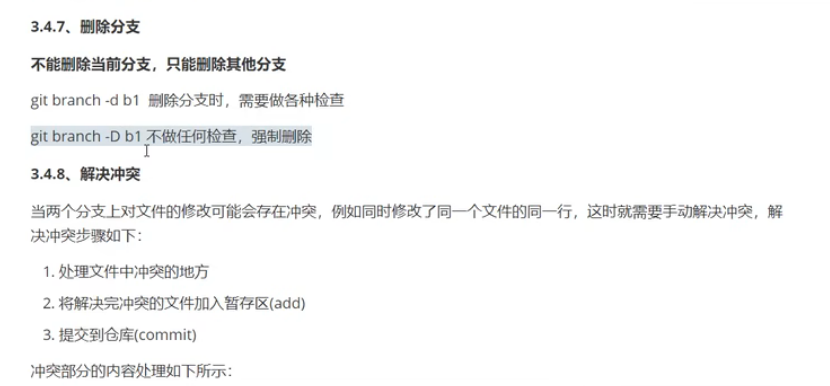 3.4.7、删除分支
不能删除当前分支，只能删除其他分支
git branch -d b1 删除分支时，需要做各种检查
git branch -D b1 不做任何检查，强制删除
3.4.8、解决冲突
当两个分支上对文件的修改可能会存在冲突，例如同时修改了同一个文件的同一行，这时就需要手动解决冲突，解
决冲突步骤如下：
1. 处理文件中冲突的地方
2. 将解决完冲突的文件加入暂存区(add)
3. 提交到仓库(commit)
冲突部分的内容处理如下所示：